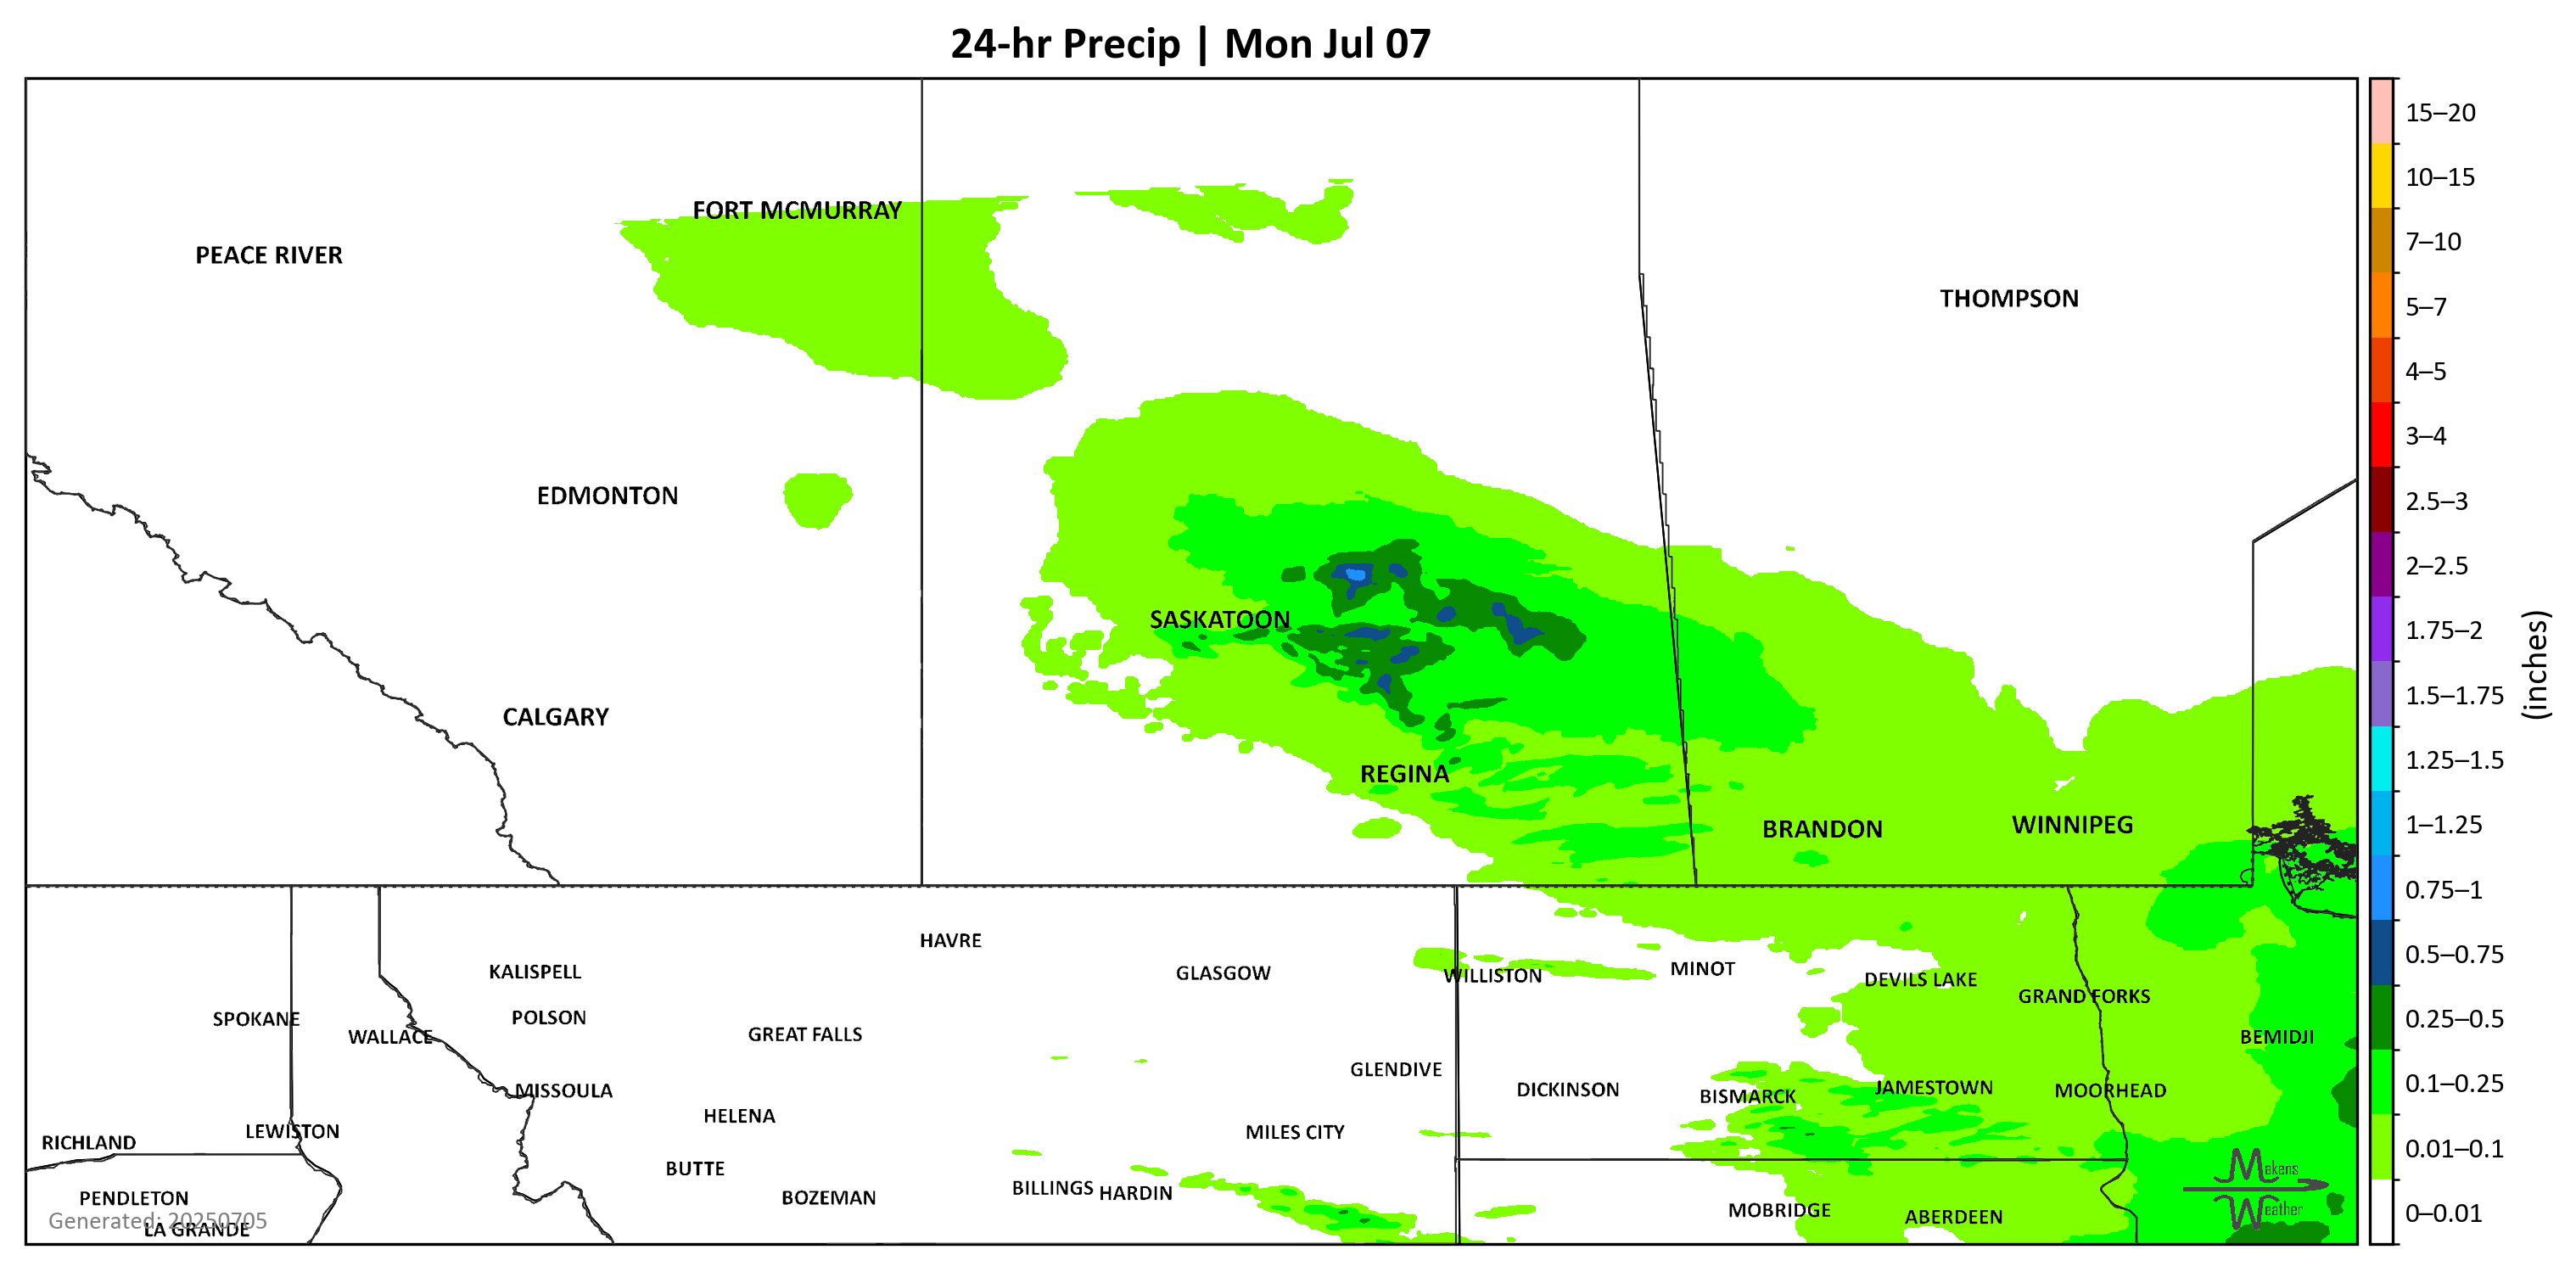 24-hr Precip | Mon Jul 07
FORT MCMURRAY
PEACE RIVER
THOMPSON
EDMONTON
SASKATOON
CALGARY
REGINA
BRANDON
WINNIPEG
HAVRE
KALISPELL
GLASGOW
WILLISTON
MINOT
DEVILS LAKE
GRAND FORKS
SPOKANE
POLSON
WALLACE
GREAT FALLS
BEMIDJI
GLENDIVE
MISSOULA
DICKINSON
BISMARCK
JAMESTOWN
MOORHEAD
HELENA
LEWISTON
MILES CITY
RICHLAND
BUTTE
BILLINGS
HARDIN
PENDLETON
BOZEMAN
MOBRIDGE
ABERDEEN
Generated: 20250705
LA GRANDE
Makens
Weather
15–20
10–15
7–10
5–7
4–5
3–4
2.5–3
2–2.5
1.75–2
1.5–1.75
1.25–1.5
1–1.25
0.75–1
0.5–0.75
0.25–0.5
0.1–0.25
0.01–0.1
0–0.01
(inches)